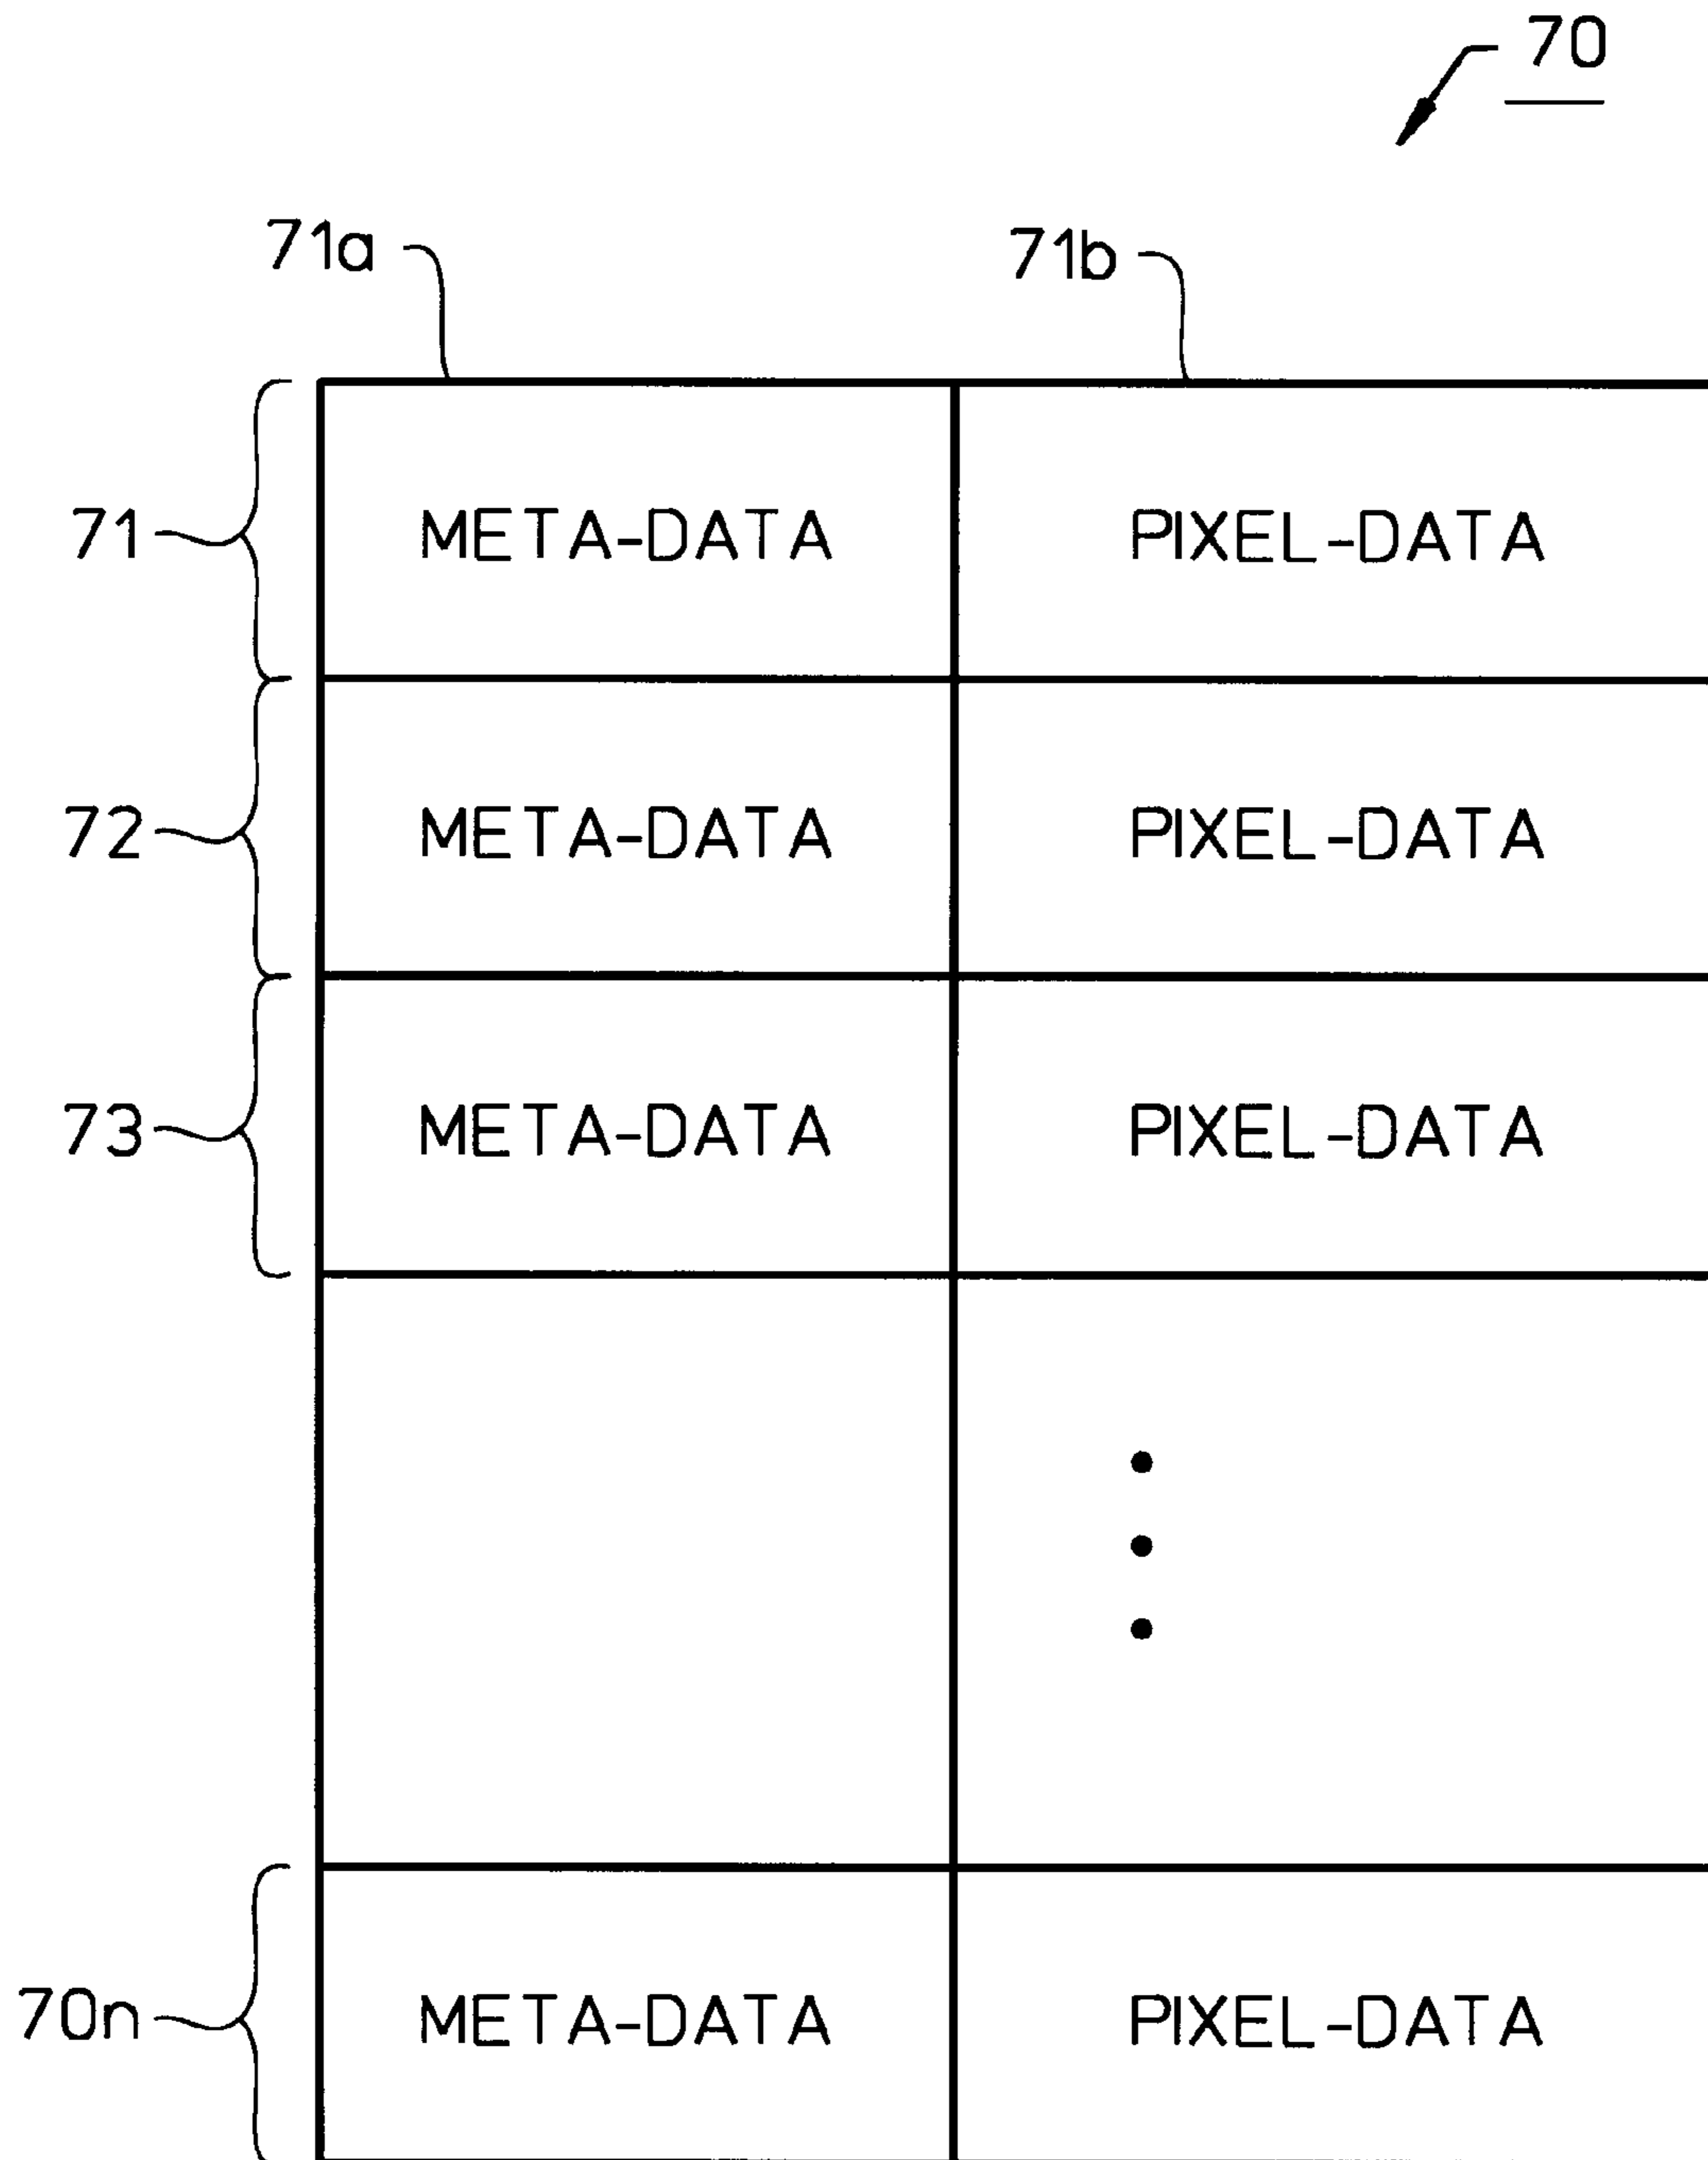 70
71a 71b
71 META-DATA PIXEL-DATA
72 META-DATA PIXEL-DATA
73 META-DATA PIXEL-DATA
70n META-DATA PIXEL-DATA